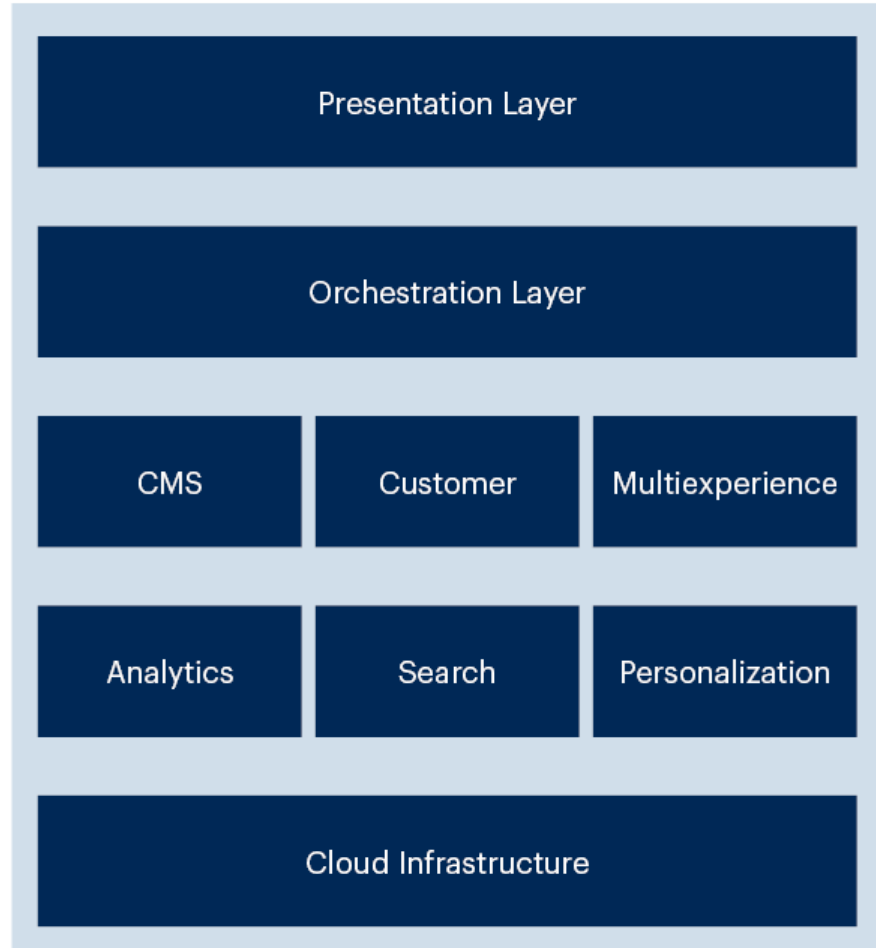 Presentation Layer
Orchestration Layer
CMS
Customer
Multiexperience
Analytics
Search
Personalization
Cloud Infrastructure